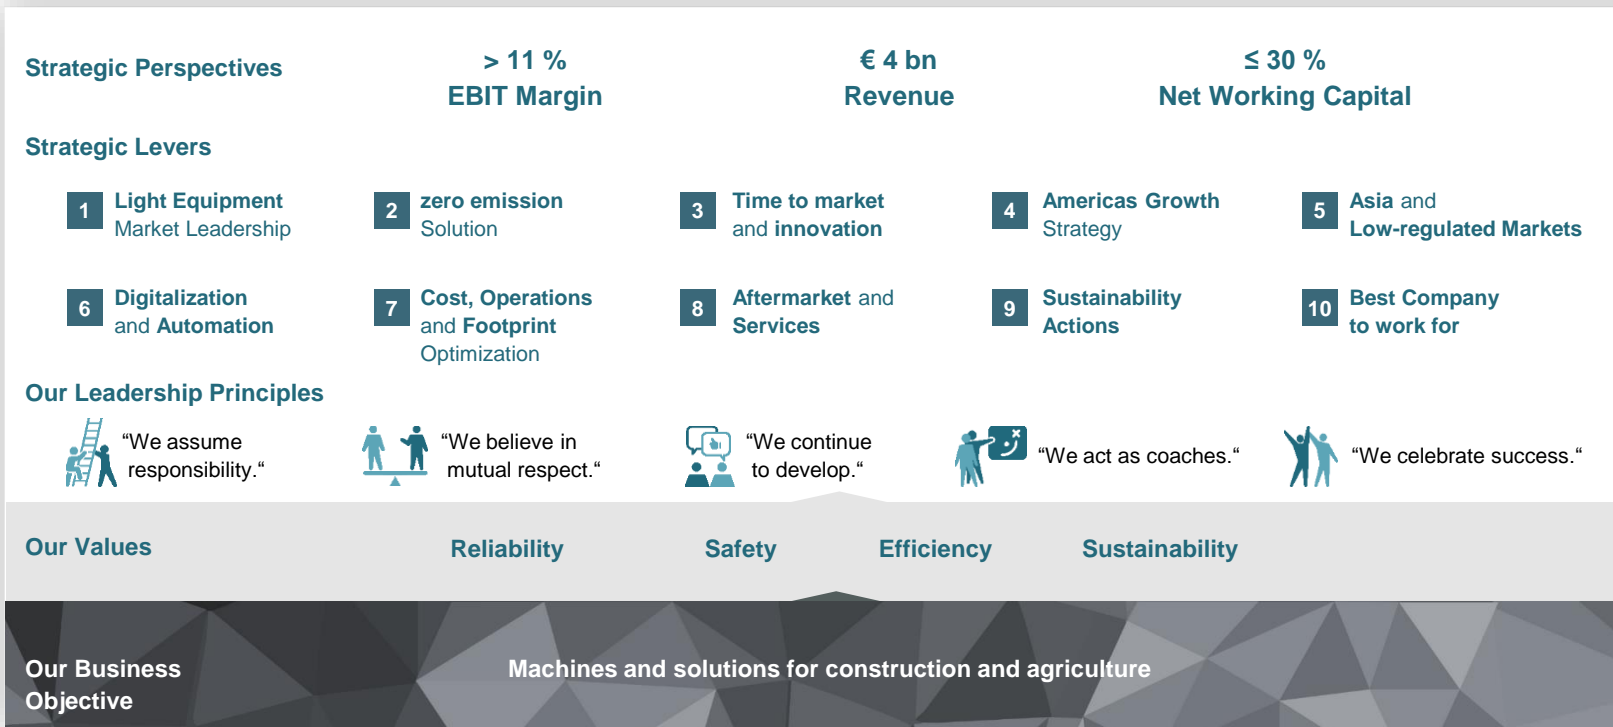 Strategic Perspectives
> 11 %
EBIT Margin
€ 4 bn
Revenue
≤ 30 %
Net Working Capital
Strategic Levers
1
Light Equipment
Market Leadership
2
zero emission
Solution
3
Time to market
and innovation
4
Americas Growth
Strategy
5
Asia and
Low-regulated Markets
6
Digitalization
and Automation
7
Cost, Operations
and Footprint
Optimization
8
Aftermarket and
Services
9
Sustainability
Actions
10
Best Company
to work for
Our Leadership Principles
“We assume
responsibility.“
“We believe in
mutual respect.“
“We continue
to develop.“
“We act as coaches.“
“We celebrate success.“
Our Values
Reliability
Safety
Efficiency
Sustainability
Our Business
Objective
Machines and solutions for construction and agriculture